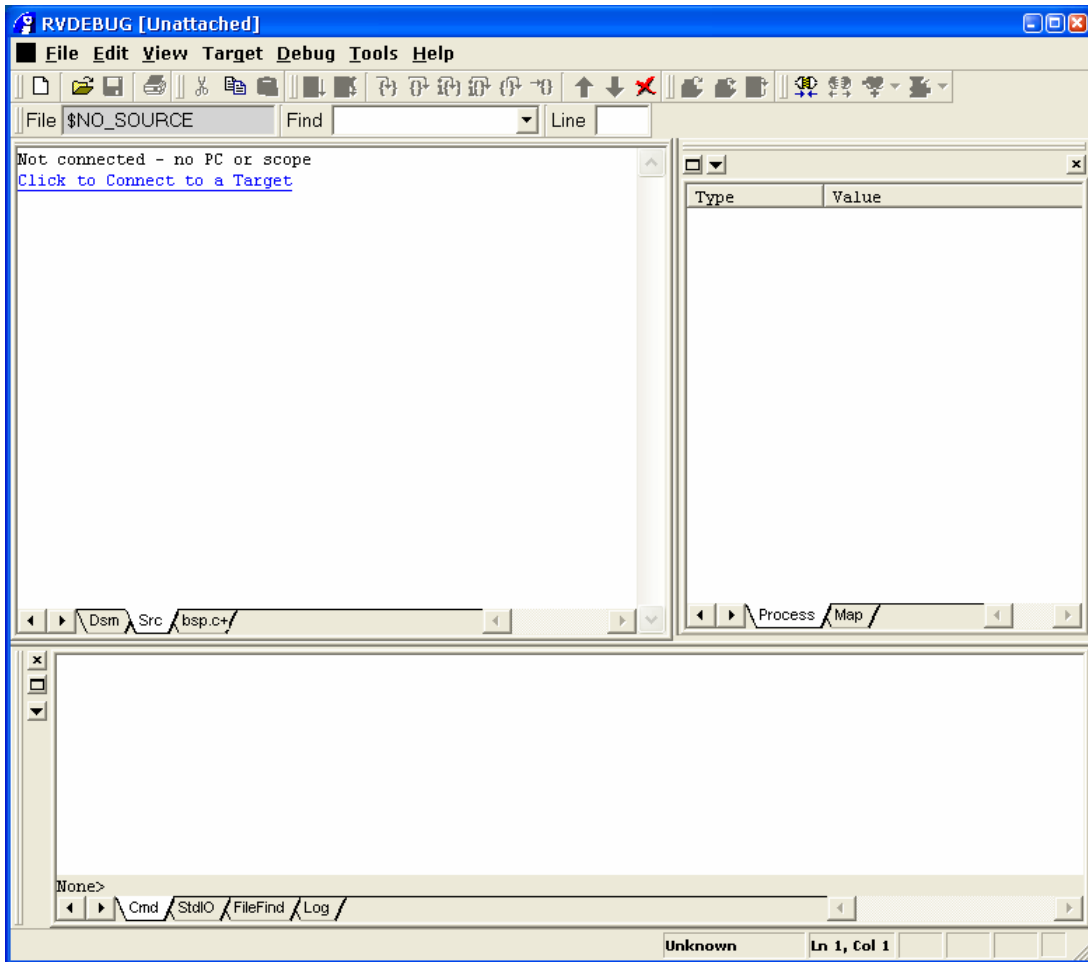 RVDEBUG [Unattached]
File Edit View Target Debug Tools Help
File $NO_SOURCE Find Line
Not connected - no PC or scope
Click to Connect to a Target
Type Value
Dsm Src bsp.c+
Process Map
None>
Cmd StdIO FileFind Log
Unknown Ln 1, Col 1